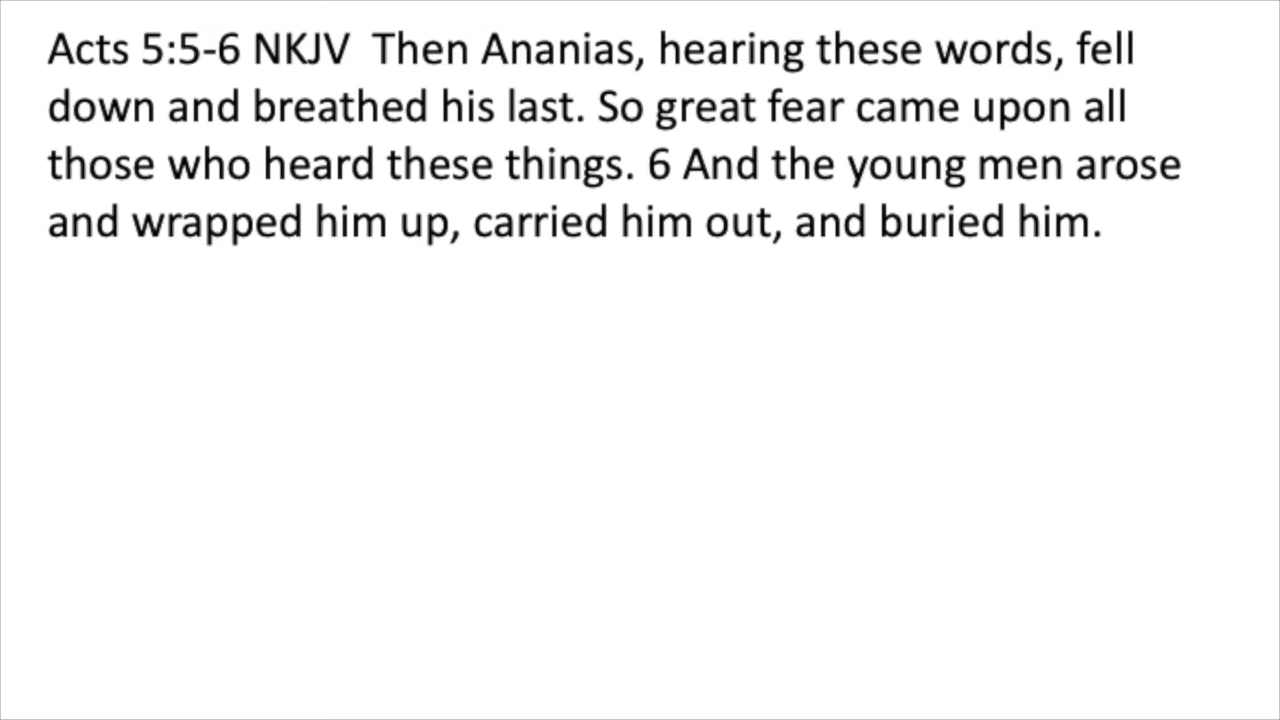 Acts 5:5-6 NKJV  Then Ananias, hearing these words, fell
down and breathed his last. So great fear came upon all
those who heard these things. 6 And the young men arose
and wrapped him up, carried him out, and buried him.